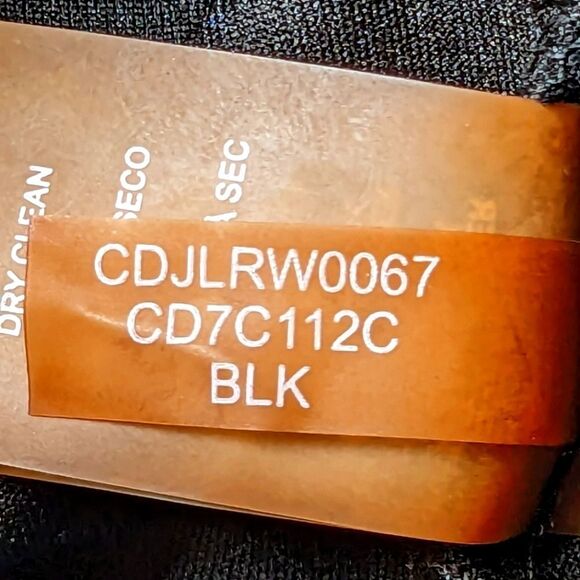 CDJLRW0067
CD7C112C
BLK
DRY CLEAN
SECO
A SEC